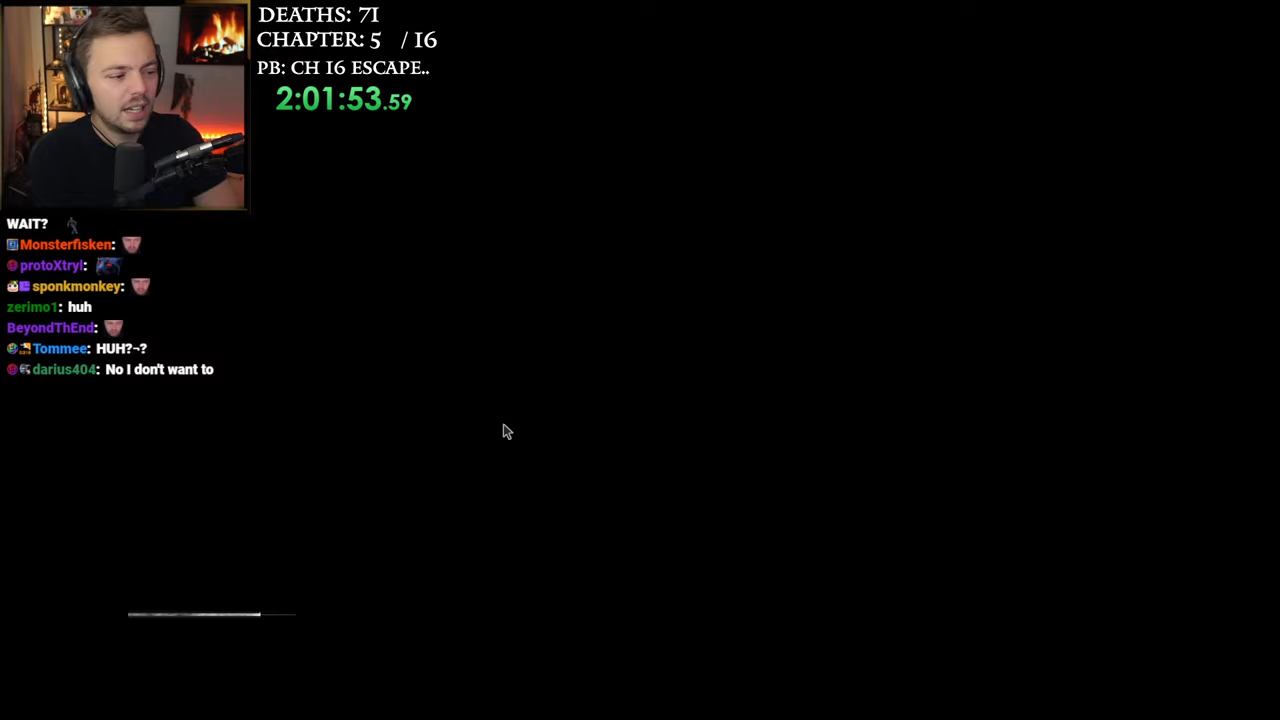 DEATHS: 71
CHAPTER: 5 / 16
PB: CH 16 ESCAPE..
2:01:53.59
WAIT?
Monsterfisken:
protoXtryl:
sponkmonkey:
zerimo1: huh
BeyondThEnd:
Tommee: HUH?¬?
darius404: No I don't want to